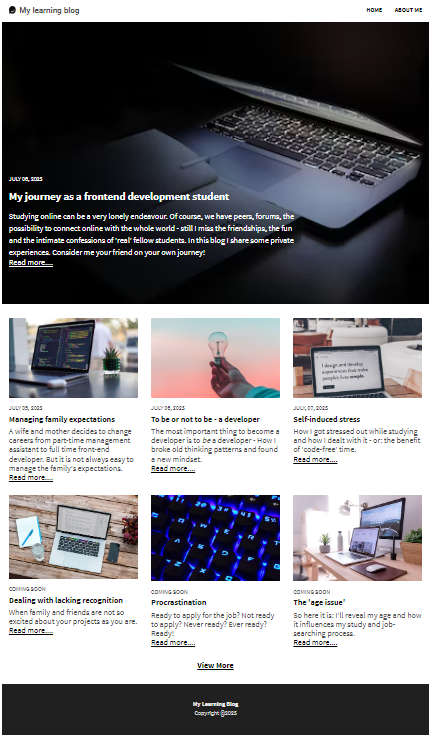 My learning blog
HOME ABOUT ME
JULY 08, 2025
My journey as a frontend development student
Studying online can be a very lonely endeavour. Of course, we have peers, forums, the
possibility to connect online with the whole world - still I miss the friendships, the fun
and the intimate confessions of 'real' fellow students. In this blog I share some private
experiences. Consider me your friend on your own journey!
Read more....
I design and develop
experiences that make
people's lives simple.
JULY 05, 2025
Managing family expectations
A wife and mother decides to change
careers from part-time management
assistant to full time front-end
developer. But it is not always easy to
manage the family's expectations.
Read more....
JULY 06, 2025
To be or not to be - a developer
The most important thing to become a
developer is to be a developer - How I
broke old thinking patterns and found
a new mindset.
Read more....
JULY, 07, 2025
Self-induced stress
How I got stressed out while studying
and how I dealt with it - or: the benefit
of 'code-free' time.
Read more....
COMING SOON
Dealing with lacking recognition
When family and friends are not so
excited about your projects as you are.
Read more....
COMING SOON
Procrastination
Ready to apply for the job? Not ready
to apply? Never ready? Ever ready?
Ready!
Read more....
COMING SOON
The 'age issue'
So here it is: I'll reveal my age and how
it influences my study and job-
searching process.
Read more....
View More
My Learning Blog
Copyright @2025